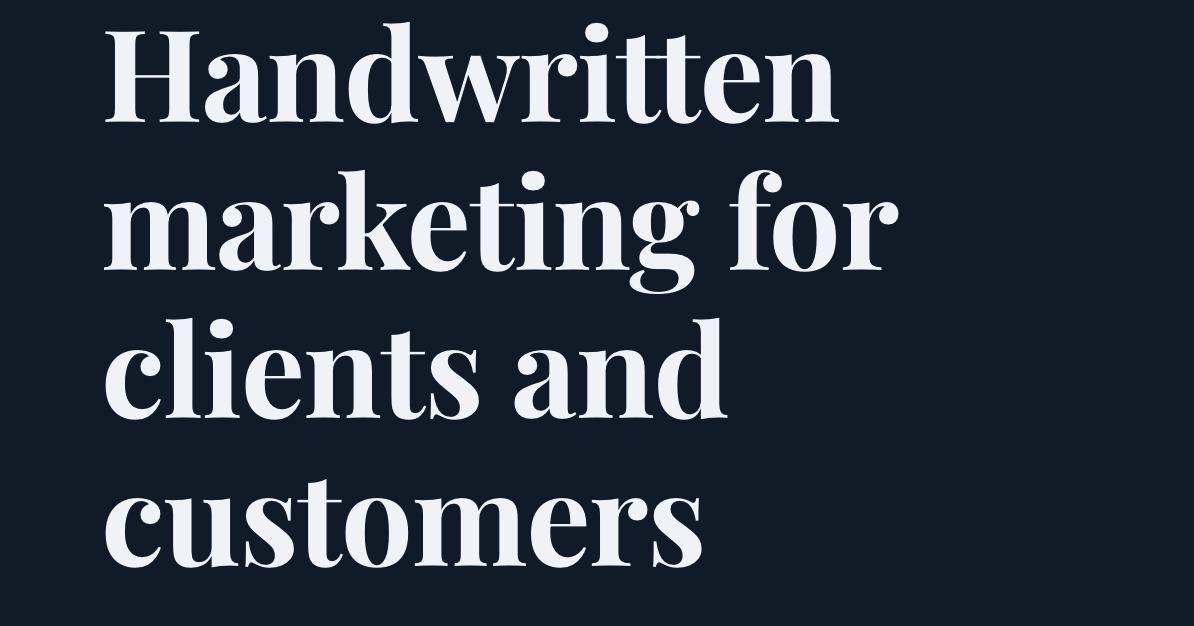 Handwritten
marketing for
clients and
customers